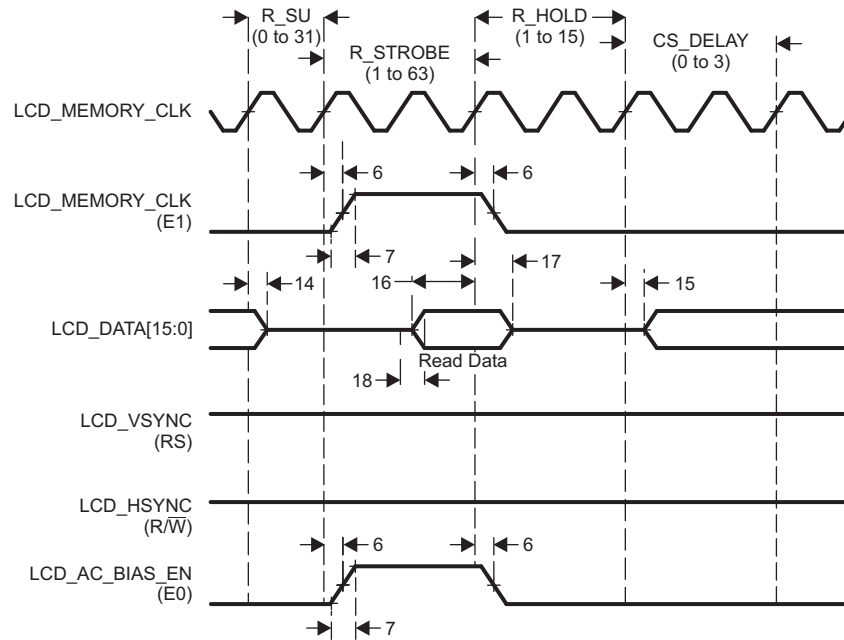 R_SU
(0 to 31)
R_STROBE
(1 to 63)
R_HOLD
(1 to 15)
CS_DELAY
(0 to 3)
LCD_MEMORY_CLK
6
6
LCD_MEMORY_CLK
(E1)
7
17
14
16
15
LCD_DATA[15:0]
Read Data
18
LCD_VSYNC
(RS)
LCD_HSYNC
(R/W̅)
6
6
LCD_AC_BIAS_EN
(E0)
7